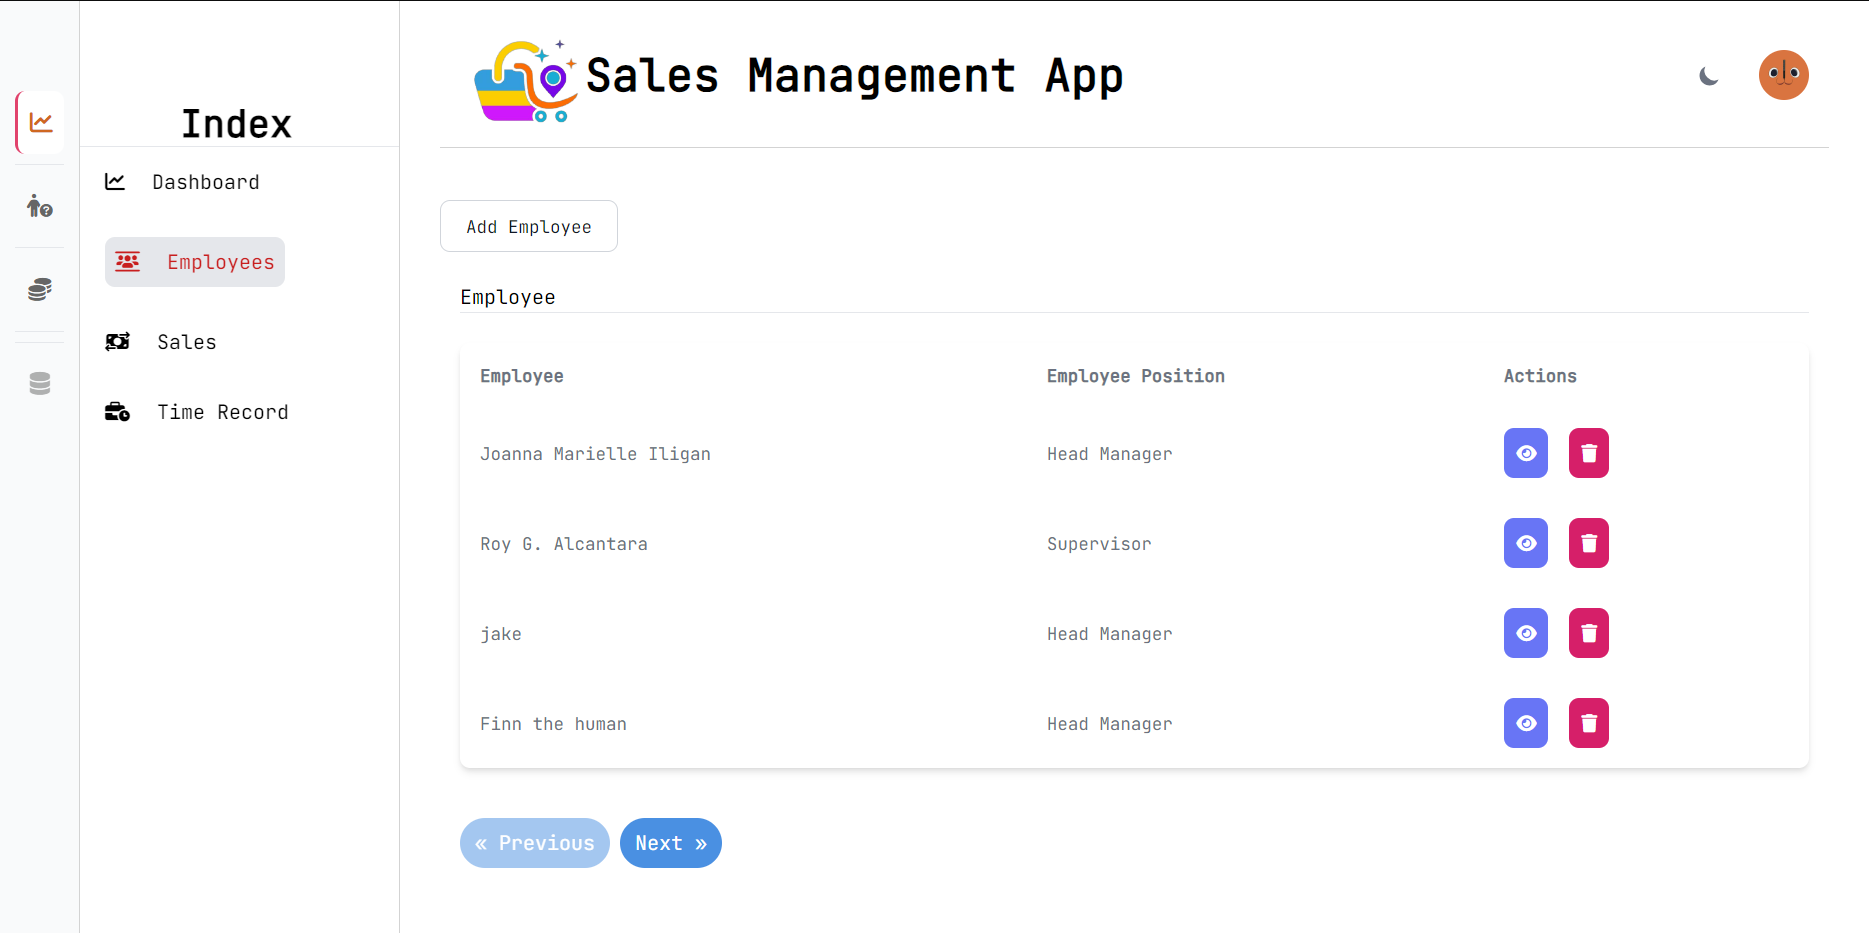 Index
Dashboard
Employees
Sales
Time Record
Sales Management App
Add Employee
Employee
Employee Employee Position Actions
Joanna Marielle Iligan Head Manager
Roy G. Alcantara Supervisor
jake Head Manager
Finn the human Head Manager
« Previous Next »